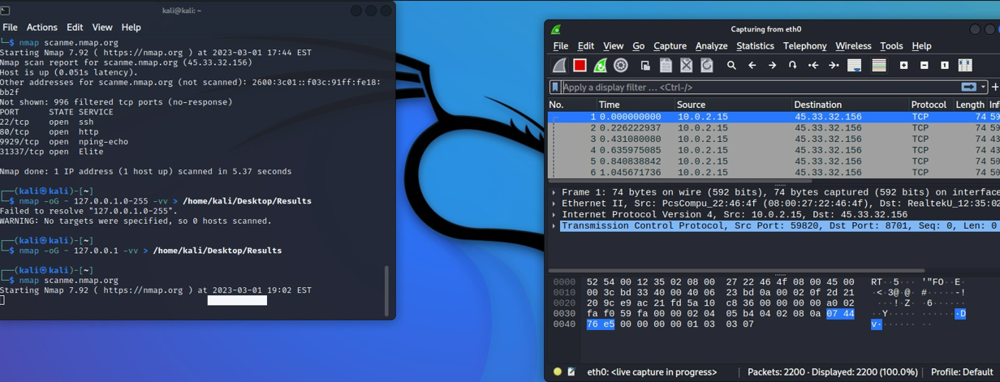 kali@kali: ~
File Actions Edit View Help
└─$ nmap scanme.nmap.org
Starting Nmap 7.92 ( https://nmap.org ) at 2023-03-01 17:44 EST
Nmap scan report for scanme.nmap.org (45.33.32.156)
Host is up (0.051s latency).
Other addresses for scanme.nmap.org (not scanned): 2600:3c01::f03c:91ff:fe18:
bb2f
Not shown: 996 filtered tcp ports (no-response)
PORT STATE SERVICE
22/tcp open ssh
80/tcp open http
9929/tcp open nping-echo
31337/tcp open Elite
Nmap done: 1 IP address (1 host up) scanned in 5.37 seconds
┌──(kali㉿kali)-[~]
└─$ nmap -oG - 127.0.0.1.0-255 -vv > /home/kali/Desktop/Results
Failed to resolve "127.0.0.1.0-255".
WARNING: No targets were specified, so 0 hosts scanned.
┌──(kali㉿kali)-[~]
└─$ nmap -oG - 127.0.0.1 -vv > /home/kali/Desktop/Results
┌──(kali㉿kali)-[~]
└─$ nmap scanme.nmap.org
Starting Nmap 7.92 ( https://nmap.org ) at 2023-03-01 19:02 EST
Capturing from eth0
File Edit View Go Capture Analyze Statistics Telephony Wireless Tools Help
Apply a display filter ... <Ctrl-/>
No. Time Source Destination Protocol Length Inf
1 0.000000000 10.0.2.15 45.33.32.156 TCP 74 59
2 0.226222937 10.0.2.15 45.33.32.156 TCP 74 59
3 0.431080080 10.0.2.15 45.33.32.156 TCP 74 43
4 0.635975085 10.0.2.15 45.33.32.156 TCP 74 43
5 0.840838842 10.0.2.15 45.33.32.156 TCP 74 50
6 1.045671736 10.0.2.15 45.33.32.156 TCP 74 50
Frame 1: 74 bytes on wire (592 bits), 74 bytes captured (592 bits) on interface
Ethernet II, Src: PcsCompu_22:46:4f (08:00:27:22:46:4f), Dst: RealtekU_12:35:02
Internet Protocol Version 4, Src: 10.0.2.15, Dst: 45.33.32.156
Transmission Control Protocol, Src Port: 59820, Dst Port: 8701, Seq: 0, Len: 0
0000 52 54 00 12 35 02 08 00 27 22 46 4f 08 00 45 00 RT··5··· '"FO··E·
0010 00 3c bd 33 40 00 40 06 23 bd 0a 00 02 0f 2d 21 ·<·3@·@· #·····-!
0020 20 9c e9 ac 21 fd 5a 10 c8 36 00 00 00 00 a0 02 ···!·Z· ·6······
0030 fa f0 59 fa 00 00 02 04 05 b4 04 02 08 0a 07 44 ··Y····· ·······D
0040 76 e5 00 00 00 00 01 03 03 07 v······· ··
eth0: <live capture in progress> Packets: 2200 · Displayed: 2200 (100.0%) Profile: Default